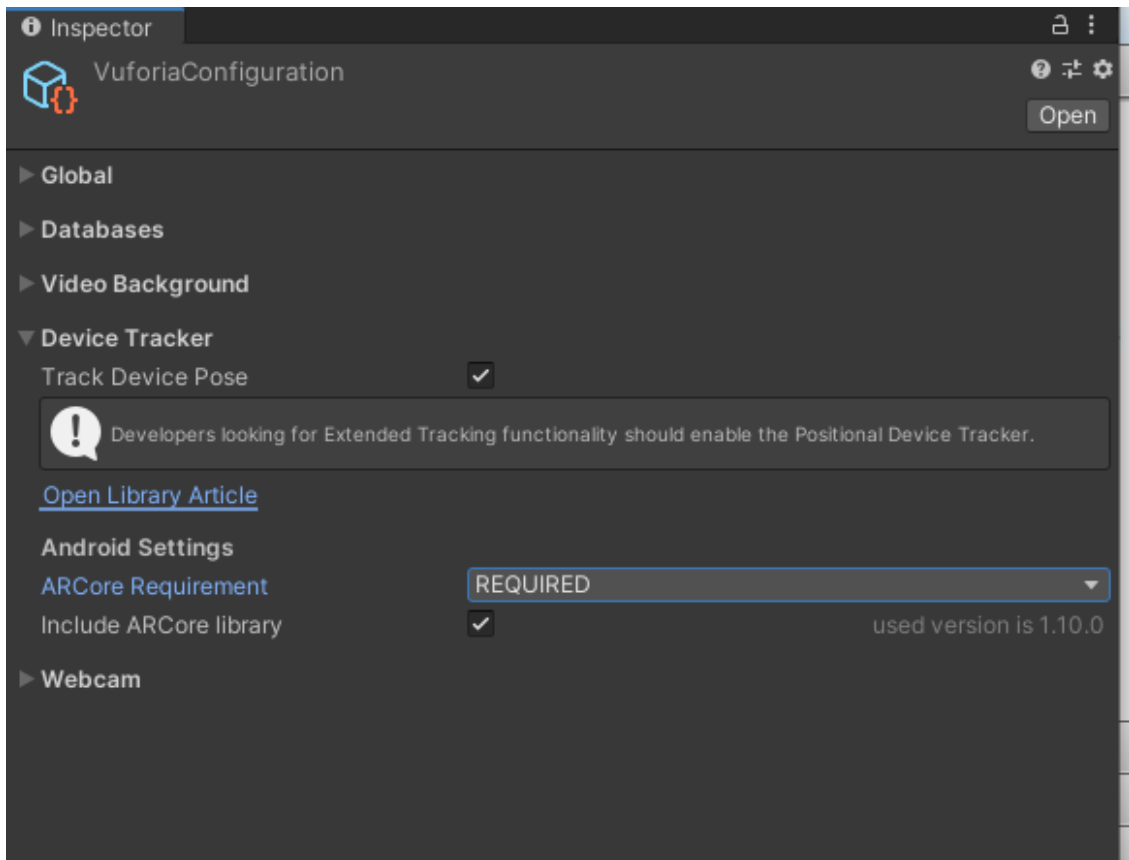 Inspector
VuforiaConfiguration
Open
Global
Databases
Video Background
Device Tracker
Track Device Pose
Developers looking for Extended Tracking functionality should enable the Positional Device Tracker.
Open Library Article
Android Settings
ARCore Requirement REQUIRED
Include ARCore library used version is 1.10.0
Webcam